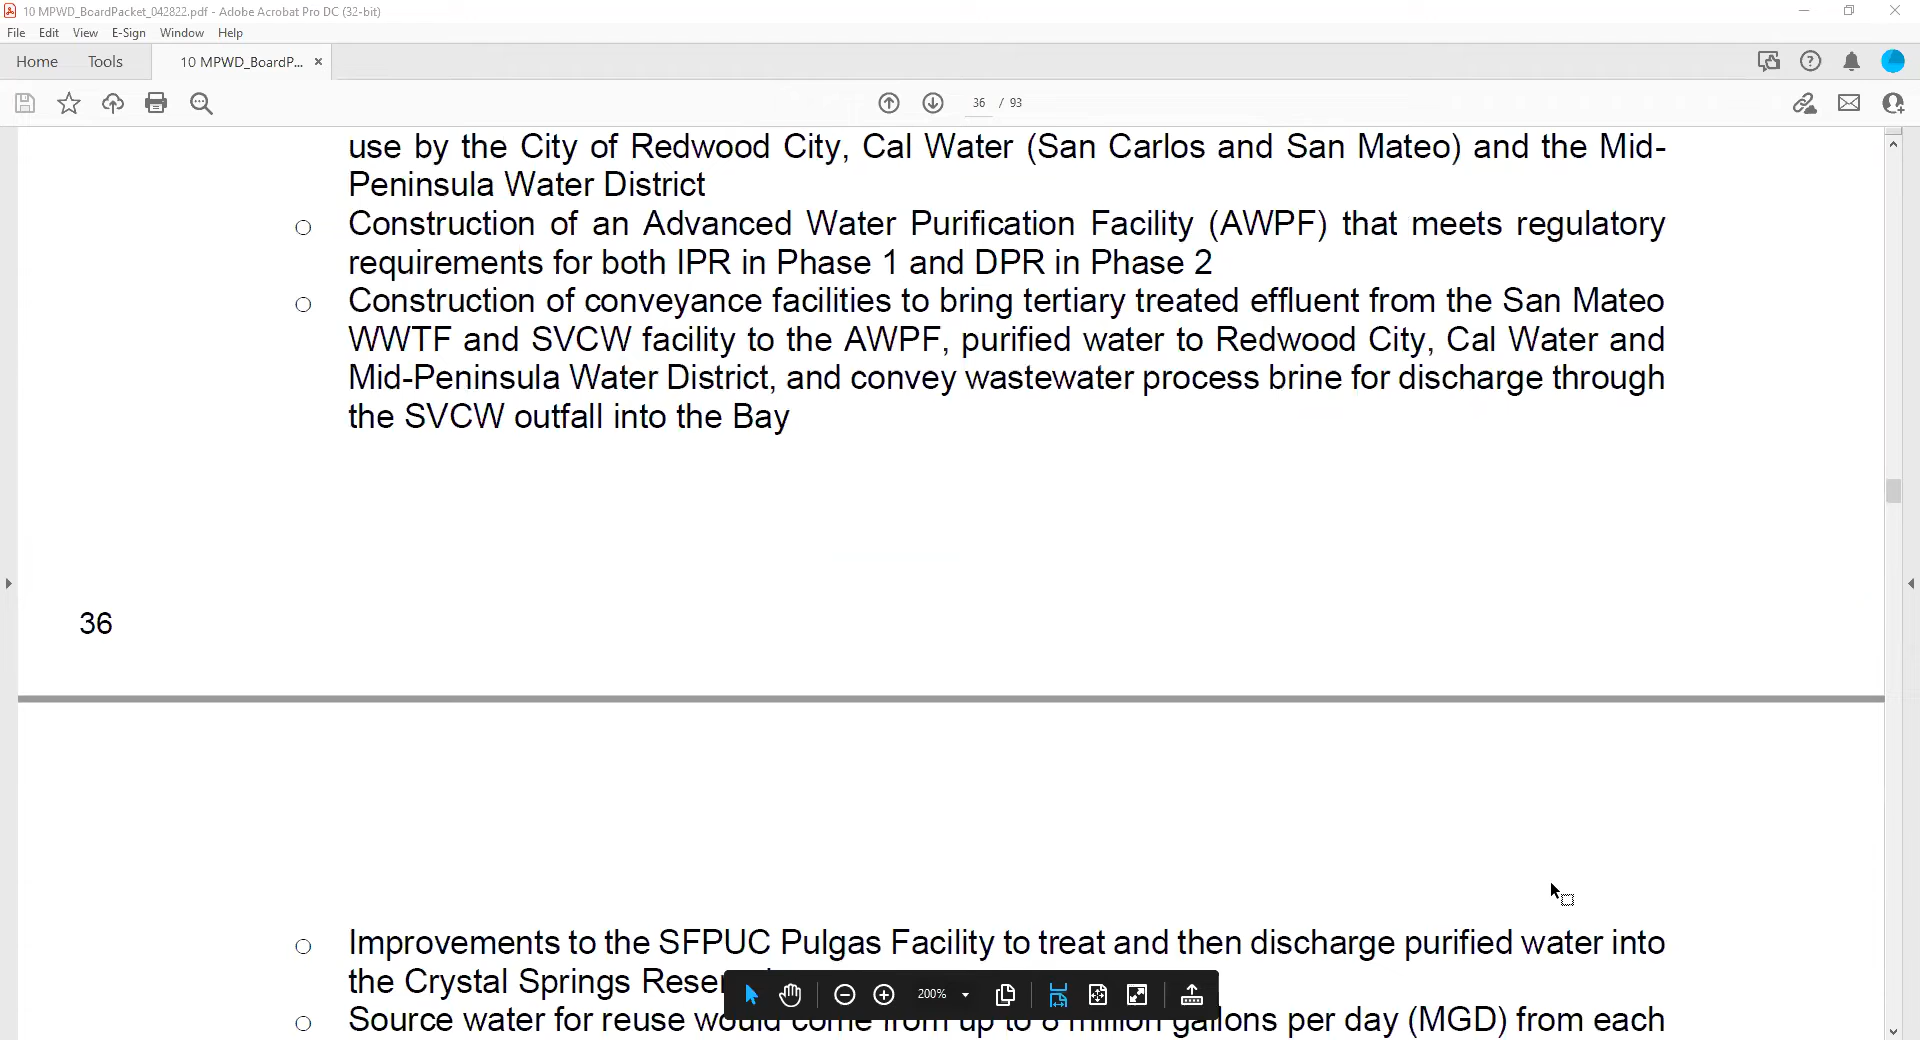 10 MPWD_BoardPacket_042822.pdf - Adobe Acrobat Pro DC (32-bit)
File Edit View E-Sign Window Help
Home Tools 10 MPWD_BoardP...
36 / 93
use by the City of Redwood City, Cal Water (San Carlos and San Mateo) and the Mid-
Peninsula Water District
Construction of an Advanced Water Purification Facility (AWPF) that meets regulatory
requirements for both IPR in Phase 1 and DPR in Phase 2
Construction of conveyance facilities to bring tertiary treated effluent from the San Mateo
WWTF and SVCW facility to the AWPF, purified water to Redwood City, Cal Water and
Mid-Peninsula Water District, and convey wastewater process brine for discharge through
the SVCW outfall into the Bay
36
Improvements to the SFPUC Pulgas Facility to treat and then discharge purified water into
the Crystal Springs
200%
Source water for reuse would come from up to 8 million gallons per day (MGD) from each